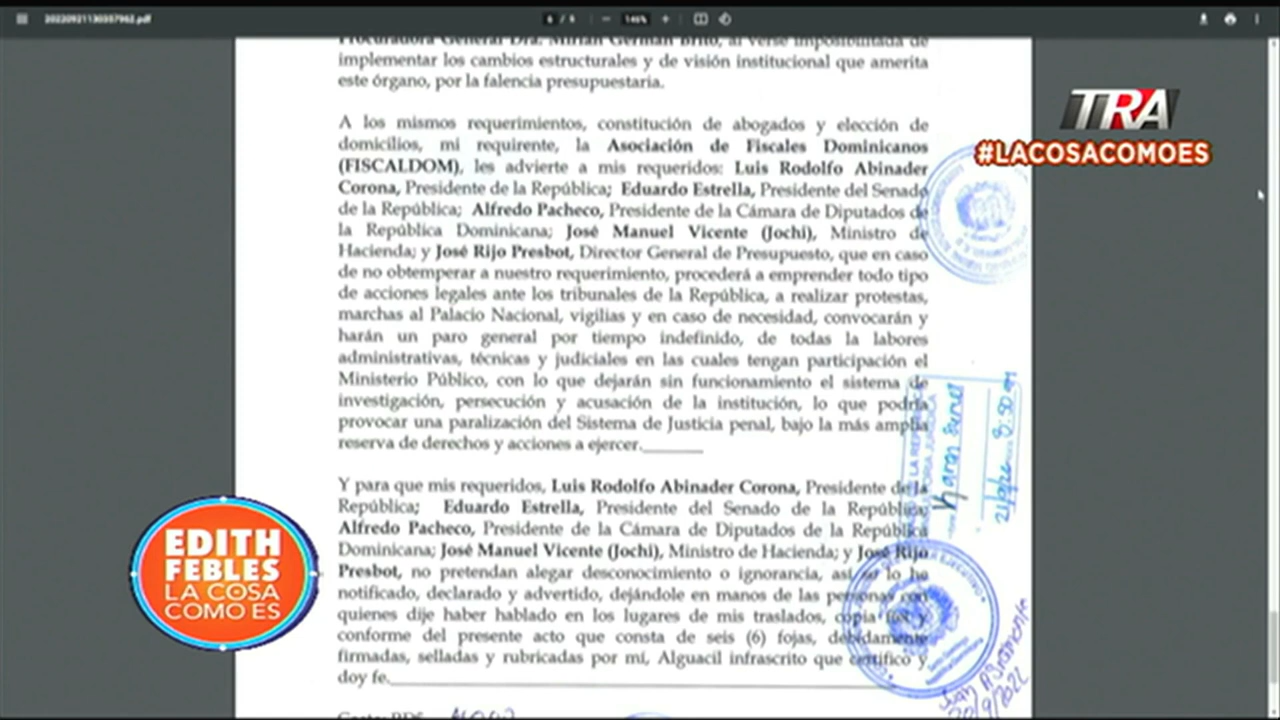 20220921130357962.pdf
6 / 6
146%
Procuradora General Dra. Mirian Germán Brito, al verse imposibilitada de
implementar los cambios estructurales y de visión institucional que amerita
este órgano, por la falencia presupuestaria.
TRA
#LACOSACOMOES
A los mismos requerimientos, constitución de abogados y elección de
domicilios, mi requirente, la Asociación de Fiscales Dominicanos
(FISCALDOM), les advierte a mis requeridos: Luis Rodolfo Abinader
Corona, Presidente de la República; Eduardo Estrella, Presidente del Senado
de la República; Alfredo Pacheco, Presidente de la Cámara de Diputados de
la República Dominicana; José Manuel Vicente (Jochi), Ministro de
Hacienda; y José Rijo Presbot, Director General de Presupuesto, que en caso
de no obtemperar a nuestro requerimiento, procederá a emprender todo tipo
de acciones legales ante los tribunales de la República, a realizar protestas,
marchas al Palacio Nacional, vigilias y en caso de necesidad, convocarán y
harán un paro general por tiempo indefinido, de todas la labores
administrativas, técnicas y judiciales en las cuales tengan participación el
Ministerio Público, con lo que dejarán sin funcionamiento el sistema de
investigación, persecución y acusación de la institución, lo que podría
provocar una paralización del Sistema de Justicia penal, bajo la más amplia
reserva de derechos y acciones a ejercer.
Y para que mis requeridos, Luis Rodolfo Abinader Corona, Presidente de la
República; Eduardo Estrella, Presidente del Senado de la República;
Alfredo Pacheco, Presidente de la Cámara de Diputados de la República
Dominicana; José Manuel Vicente (Jochi), Ministro de Hacienda; y José Rijo
Presbot, no pretendan alegar desconocimiento o ignorancia, así se lo he
notificado, declarado y advertido, dejándole en manos de las personas con
quienes dije haber hablado en los lugares de mis traslados, copia fiel y
conforme del presente acto que consta de seis (6) fojas, debidamente
firmadas, selladas y rubricadas por mí, Alguacil infrascrito que certifico y
doy fe.
EDITH
FEBLES
LA COSA
COMO ES